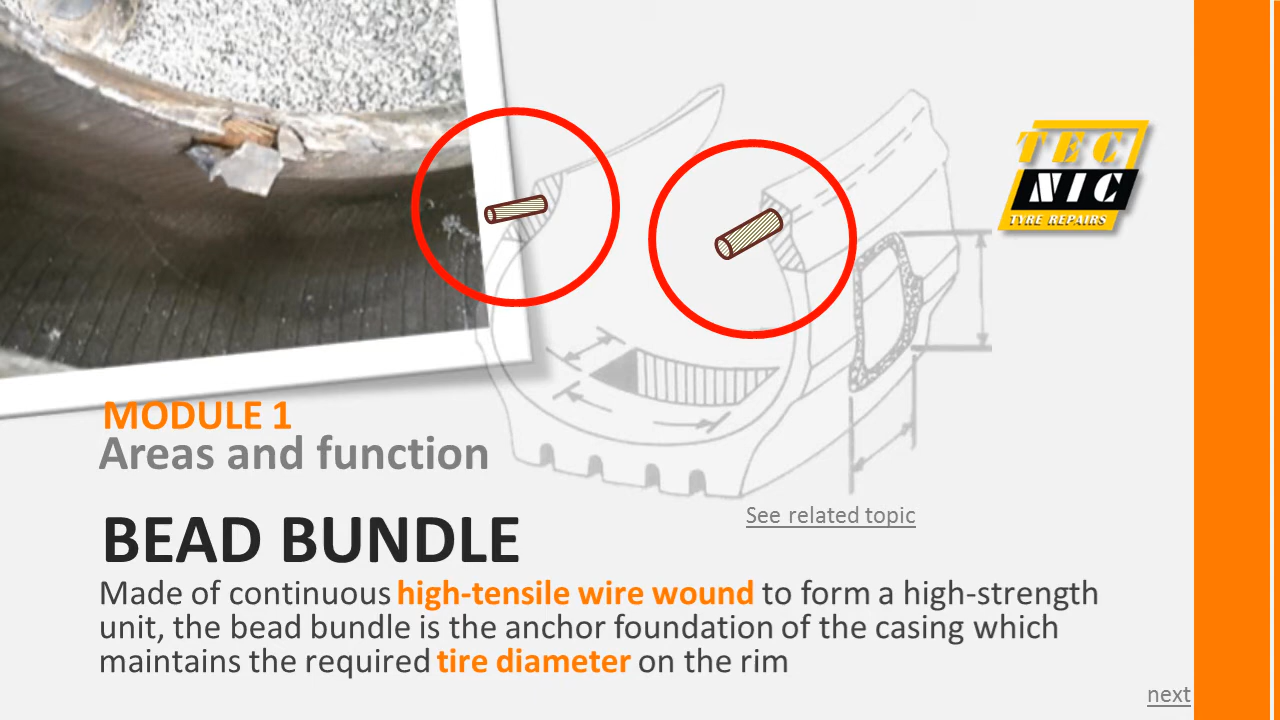 TEC
NIC
TYRE REPAIRS
MODULE 1
Areas and function
See related topic
BEAD BUNDLE
Made of continuous high-tensile wire wound to form a high-strength
unit, the bead bundle is the anchor foundation of the casing which
maintains the required tire diameter on the rim
next